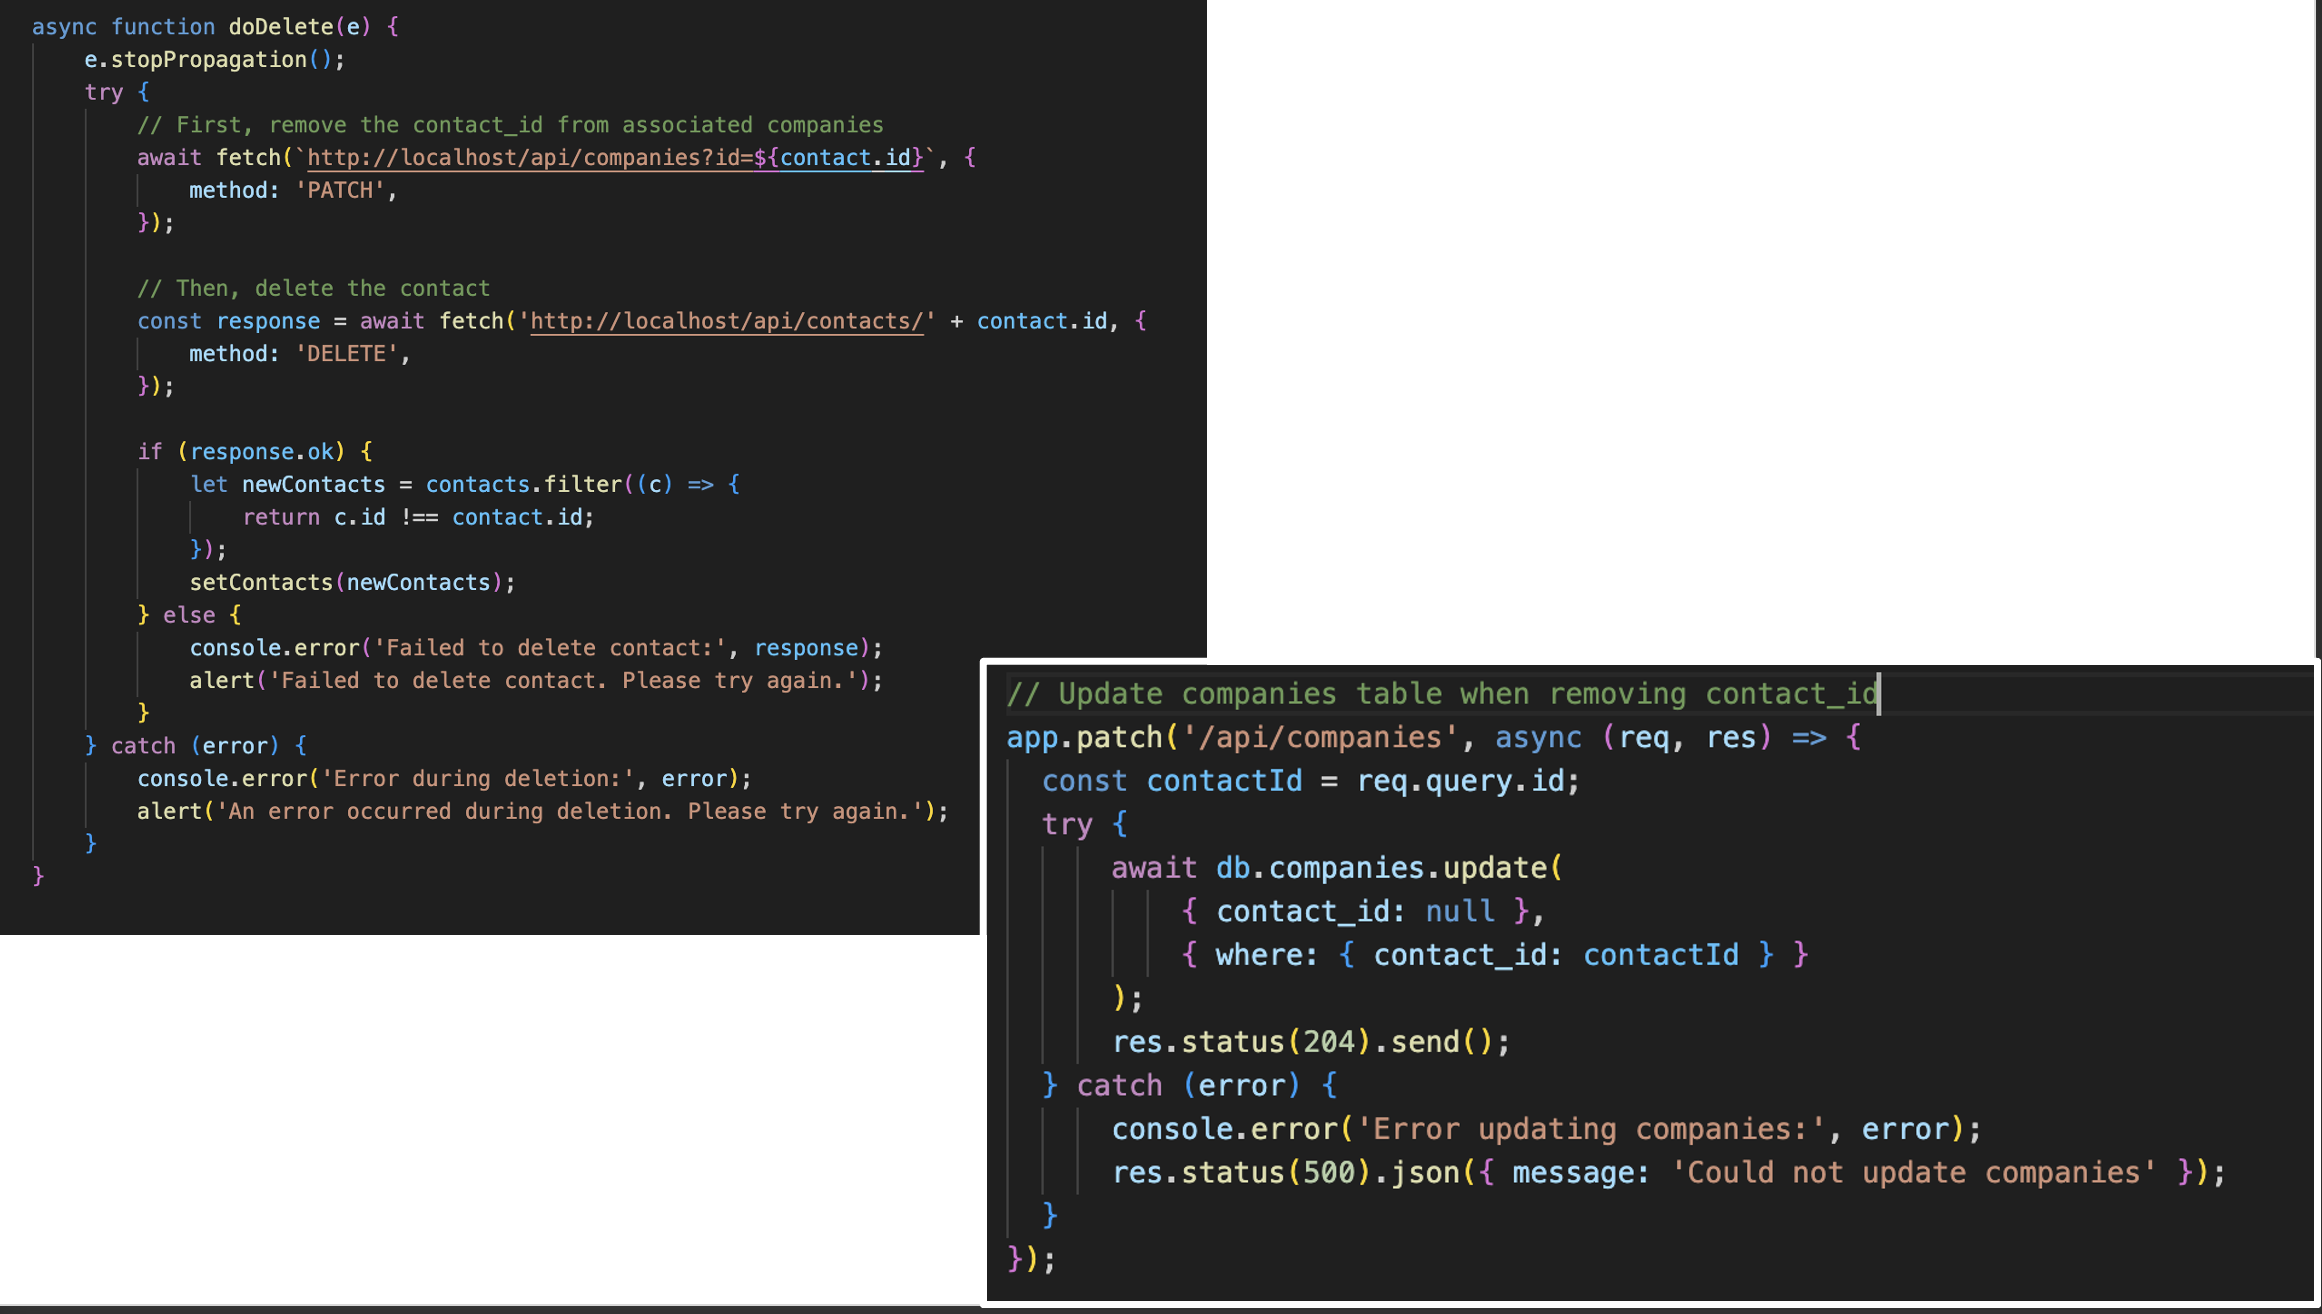 async function doDelete(e) {
    e.stopPropagation();
    try {
        // First, remove the contact_id from associated companies
        await fetch(`http://localhost/api/companies?id=${contact.id}`, {
            method: 'PATCH',
        });

        // Then, delete the contact
        const response = await fetch('http://localhost/api/contacts/' + contact.id, {
            method: 'DELETE',
        });

        if (response.ok) {
            let newContacts = contacts.filter((c) => {
                return c.id !== contact.id;
            });
            setContacts(newContacts);
        } else {
            console.error('Failed to delete contact:', response);
            alert('Failed to delete contact. Please try again.');
        }
    } catch (error) {
        console.error('Error during deletion:', error);
        alert('An error occurred during deletion. Please try again.');
    }
}
// Update companies table when removing contact_id
app.patch('/api/companies', async (req, res) => {
  const contactId = req.query.id;
  try {
      await db.companies.update(
          { contact_id: null },
          { where: { contact_id: contactId } }
      );
      res.status(204).send();
  } catch (error) {
      console.error('Error updating companies:', error);
      res.status(500).json({ message: 'Could not update companies' });
  }
});